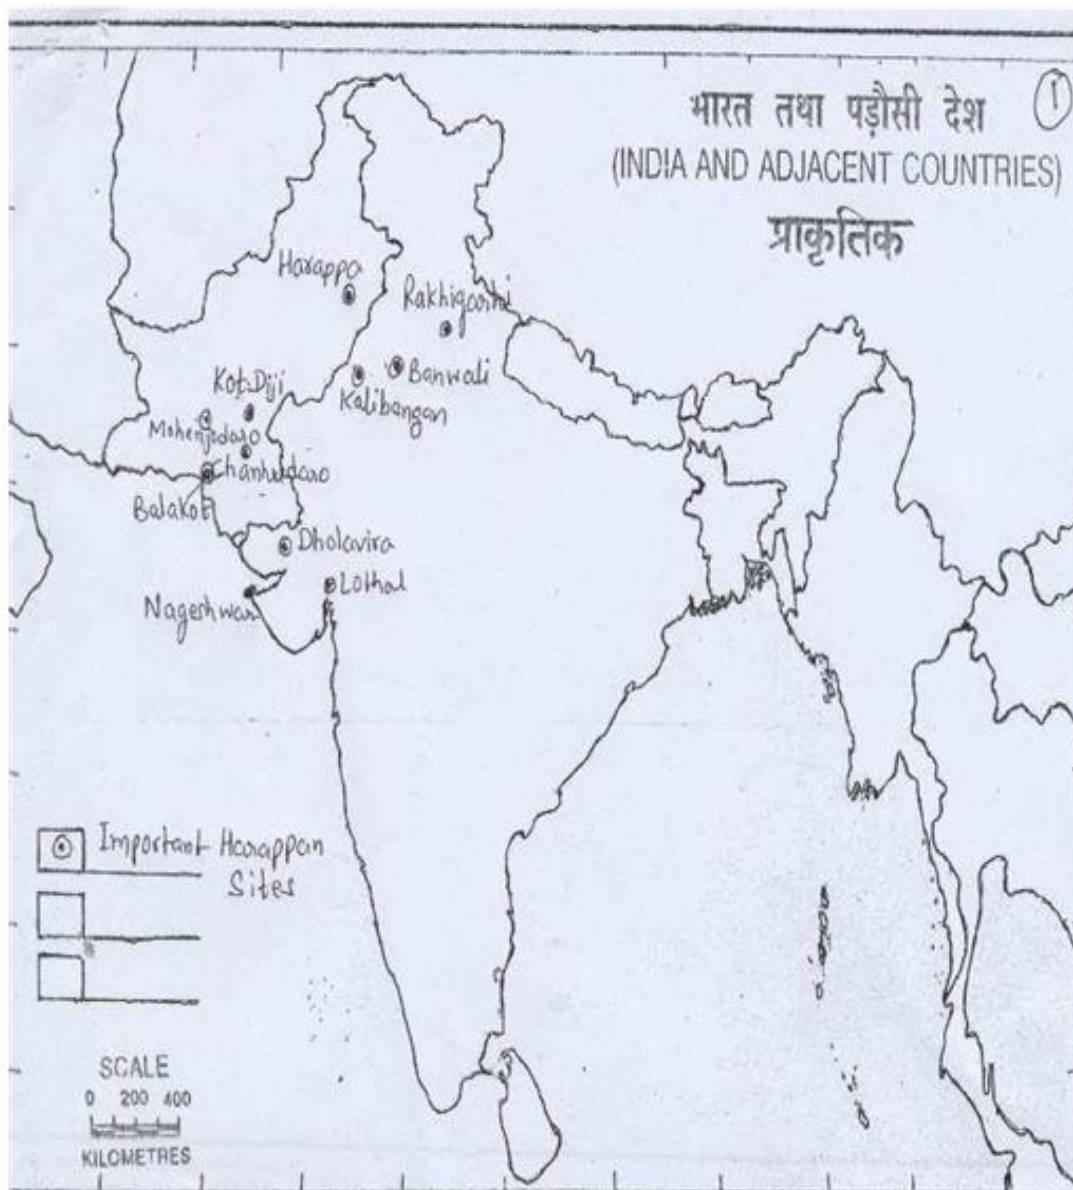 भारत तथा पड़ौसी देश
1
(INDIA AND ADJACENT COUNTRIES)
प्राकृतिक
Harappa
Rakhigarhi
Banwali
Kalibangan
Kot Diji
Mohenjodaro
Chanhudaro
Balakot
Dholavira
Lothal
Nageshwar
Important Harappan
Sites
SCALE
0 200 400
KILOMETRES